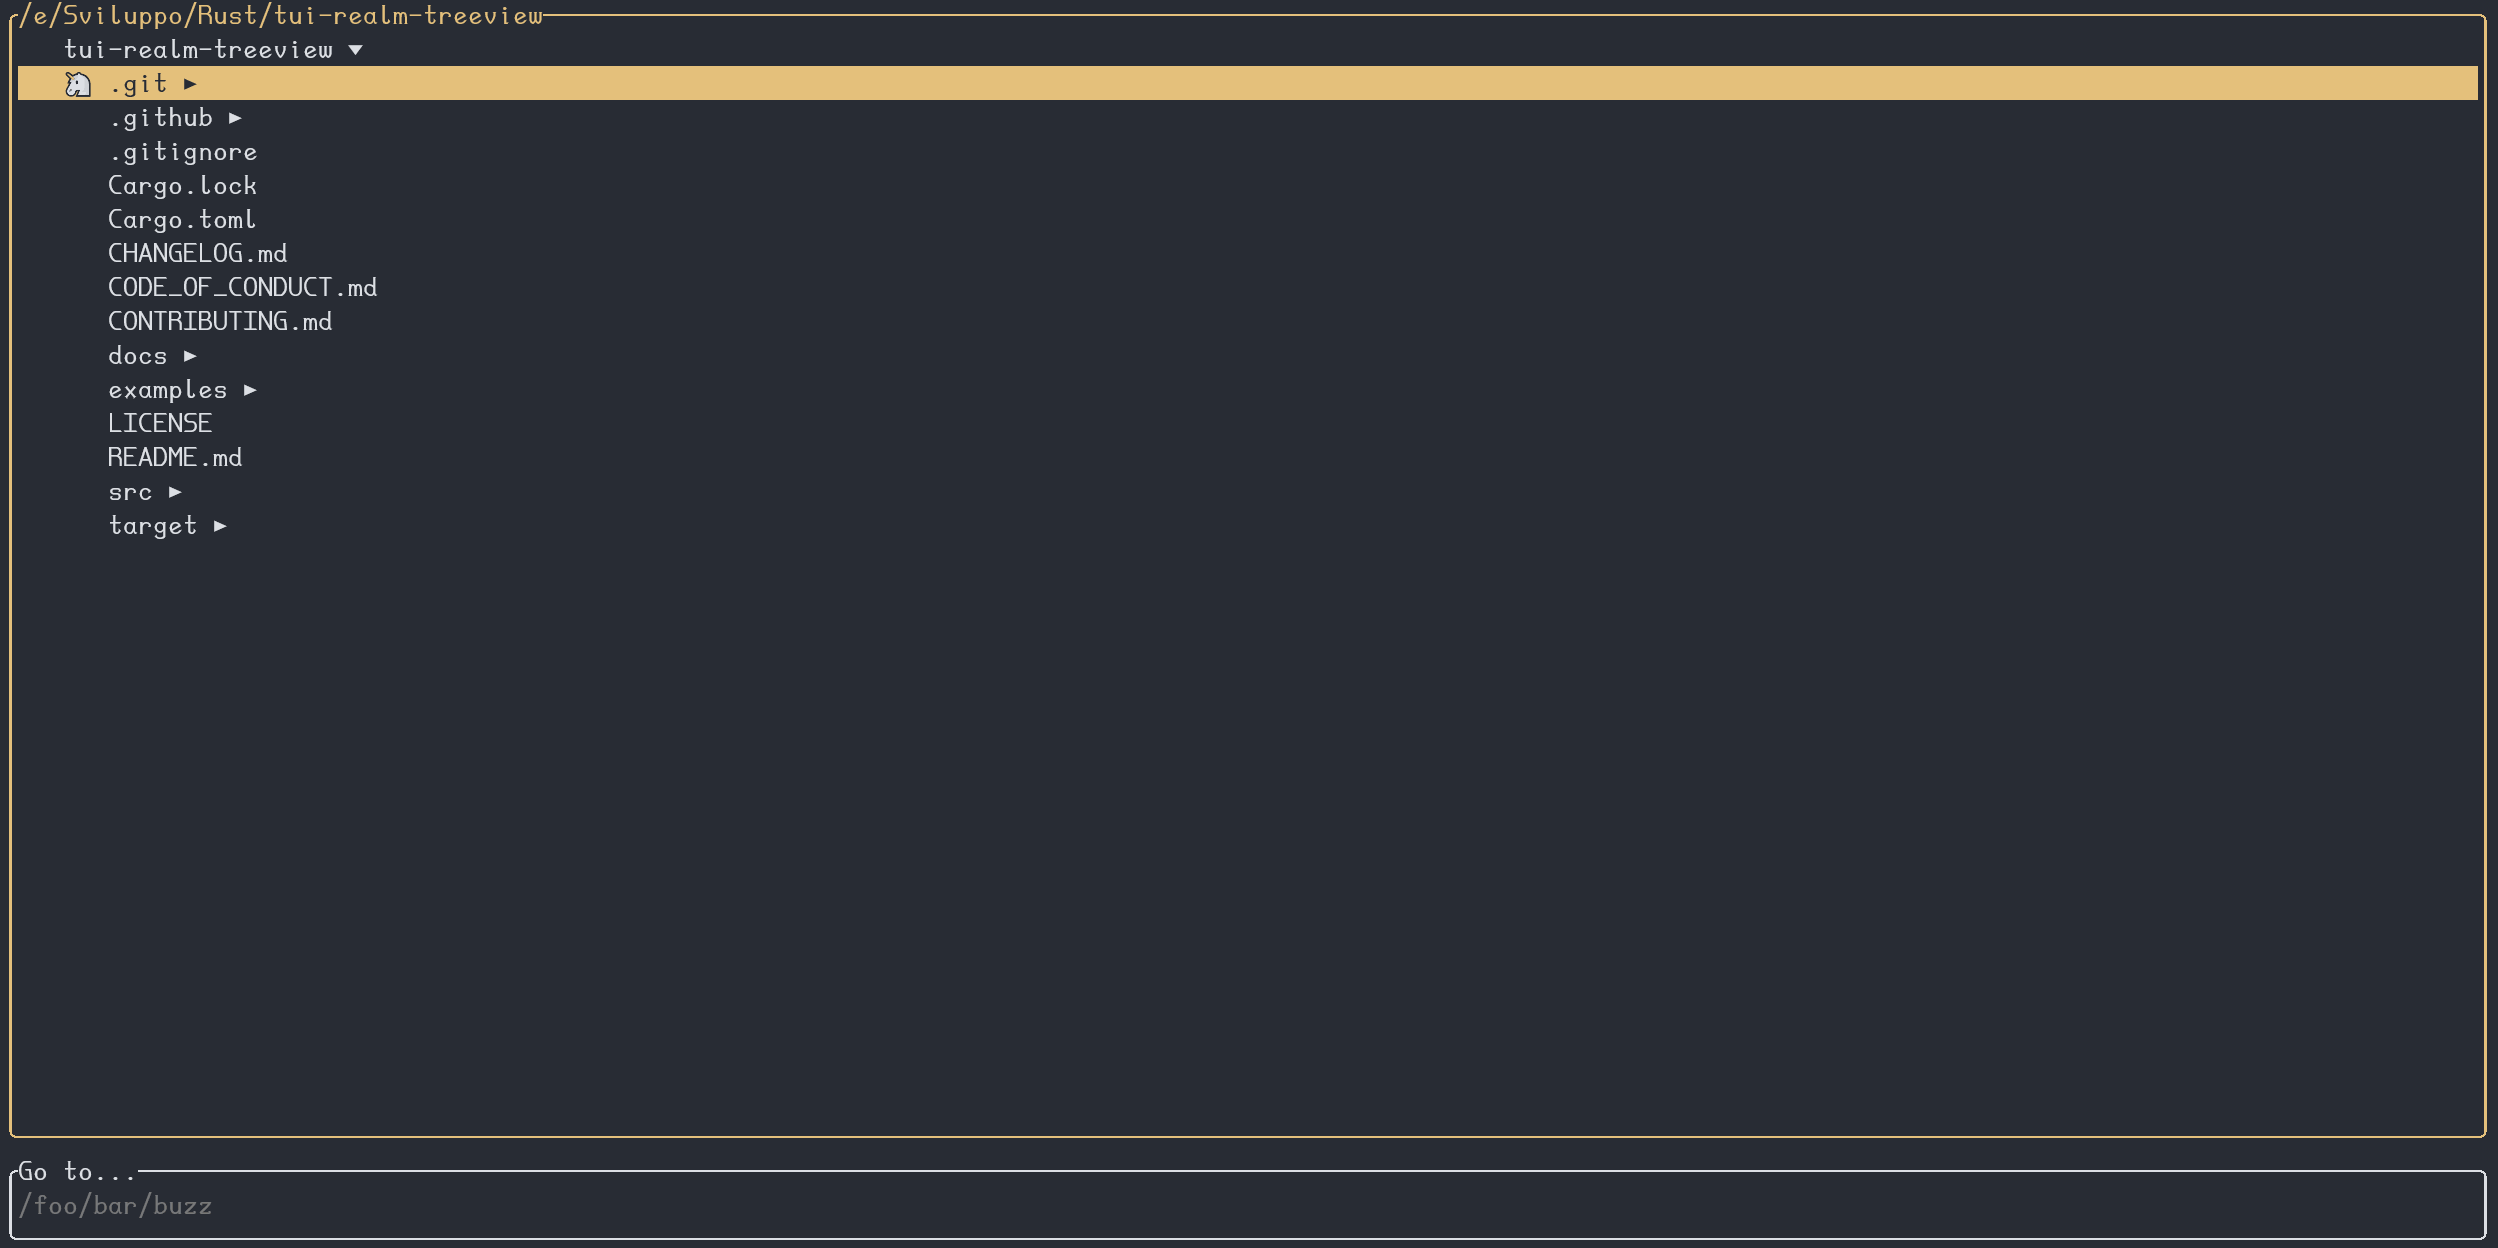 /e/Sviluppo/Rust/tui-realm-treeview
tui-realm-treeview ▼
🦄 .git ►
.github ►
.gitignore
Cargo.lock
Cargo.toml
CHANGELOG.md
CODE_OF_CONDUCT.md
CONTRIBUTING.md
docs ►
examples ►
LICENSE
README.md
src ►
target ►
Go to...
/foo/bar/buzz